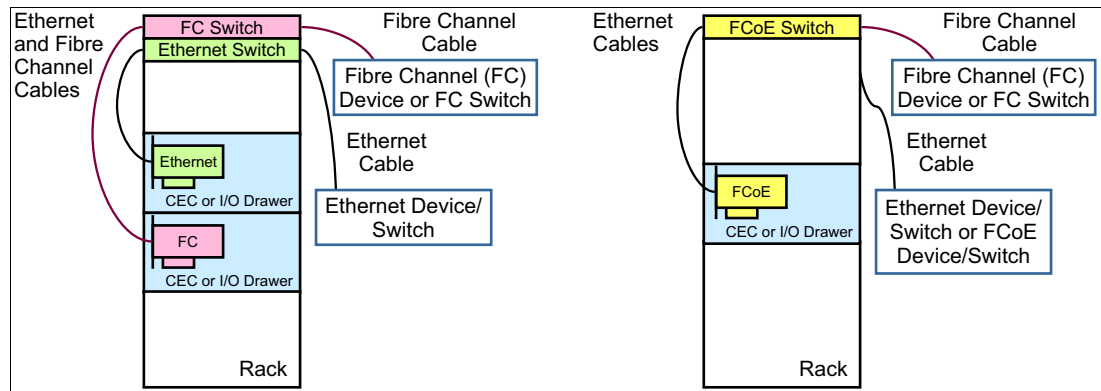 Ethernet
and Fibre
Channel
Cables
FC Switch
Ethernet Switch
Fibre Channel
Cable
Fibre Channel (FC)
Device or FC Switch
Ethernet
Cable
Ethernet Device/
Switch
Ethernet
CEC or I/O Drawer
FC
CEC or I/O Drawer
Rack
Ethernet
Cables
FCoE Switch
Fibre Channel
Cable
Fibre Channel (FC)
Device or FC Switch
Ethernet
Cable
Ethernet Device/
Switch or FCoE
Device/Switch
FCoE
CEC or I/O Drawer
Rack